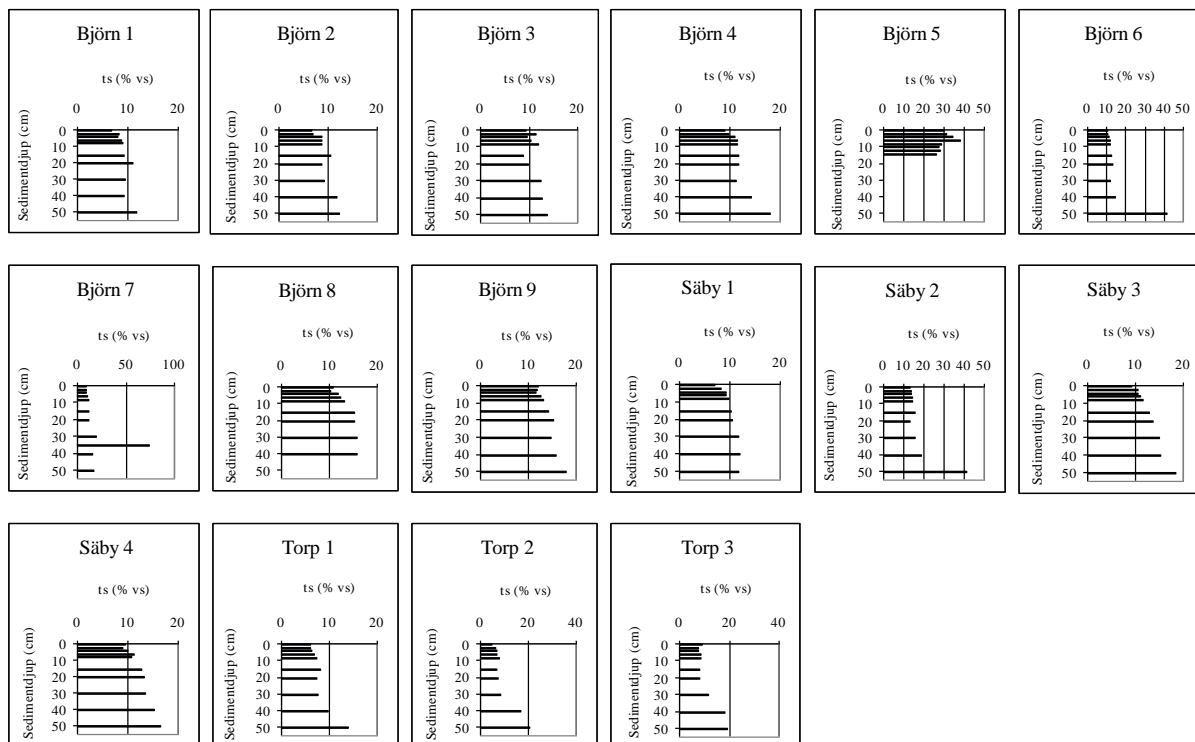 Björn 1
ts (% vs)
0 10 20
Sedimentdjup (cm)
0
10
20
30
40
50
Björn 2
ts (% vs)
0 10 20
Sedimentdjup (cm)
0
10
20
30
40
50
Björn 3
ts (% vs)
0 10 20
Sedimentdjup (cm)
0
10
20
30
40
50
Björn 4
ts (% vs)
0 10 20
Sedimentdjup (cm)
0
10
20
30
40
50
Björn 5
ts (% vs)
0 10 20 30 40 50
Sedimentdjup (cm)
0
10
20
30
40
50
Björn 6
ts (% vs)
0 10 20 30 40 50
Sedimentdjup (cm)
0
10
20
30
40
50
Björn 7
ts (% vs)
0 50 100
Sedimentdjup (cm)
0
10
20
30
40
50
Björn 8
ts (% vs)
0 10 20
Sedimentdjup (cm)
0
10
20
30
40
50
Björn 9
ts (% vs)
0 10 20
Sedimentdjup (cm)
0
10
20
30
40
50
Säby 1
ts (% vs)
0 10 20
Sedimentdjup (cm)
0
10
20
30
40
50
Säby 2
ts (% vs)
0 10 20 30 40 50
Sedimentdjup (cm)
0
10
20
30
40
50
Säby 3
ts (% vs)
0 10 20
Sedimentdjup (cm)
0
10
20
30
40
50
Säby 4
ts (% vs)
0 10 20
Sedimentdjup (cm)
0
10
20
30
40
50
Torp 1
ts (% vs)
0 10 20
Sedimentdjup (cm)
0
10
20
30
40
50
Torp 2
ts (% vs)
0 20 40
Sedimentdjup (cm)
0
10
20
30
40
50
Torp 3
ts (% vs)
0 20 40
Sedimentdjup (cm)
0
10
20
30
40
50